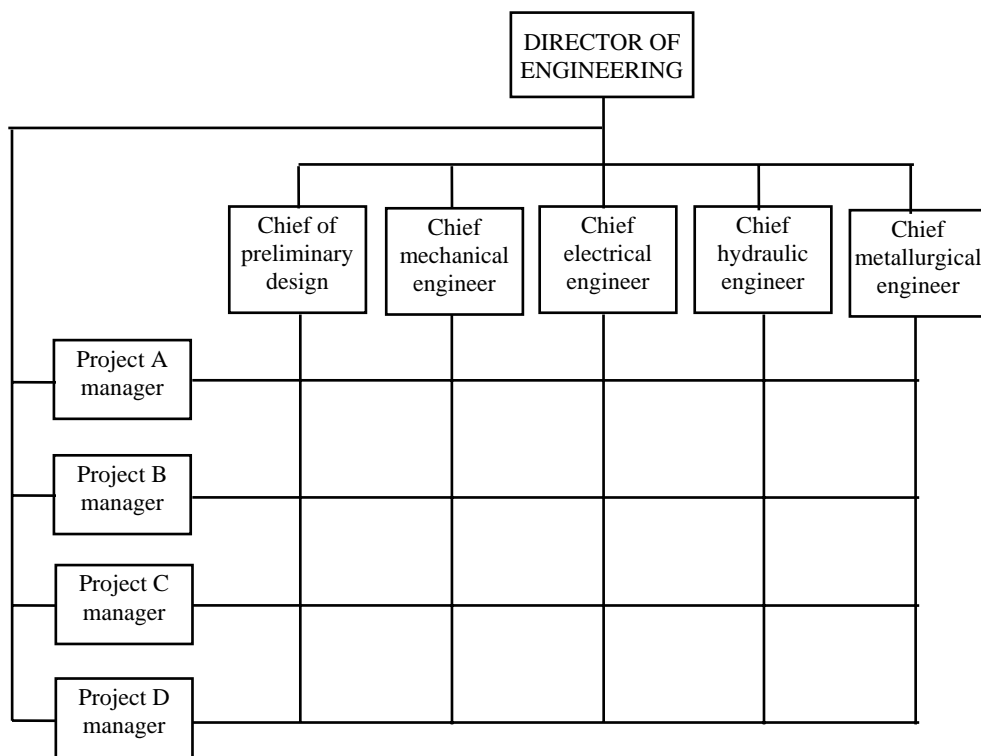 DIRECTOR OF
ENGINEERING
Chief of
preliminary
design
Chief
mechanical
engineer
Chief
electrical
engineer
Chief
hydraulic
engineer
Chief
metallurgical
engineer
Project A
manager
Project B
manager
Project C
manager
Project D
manager